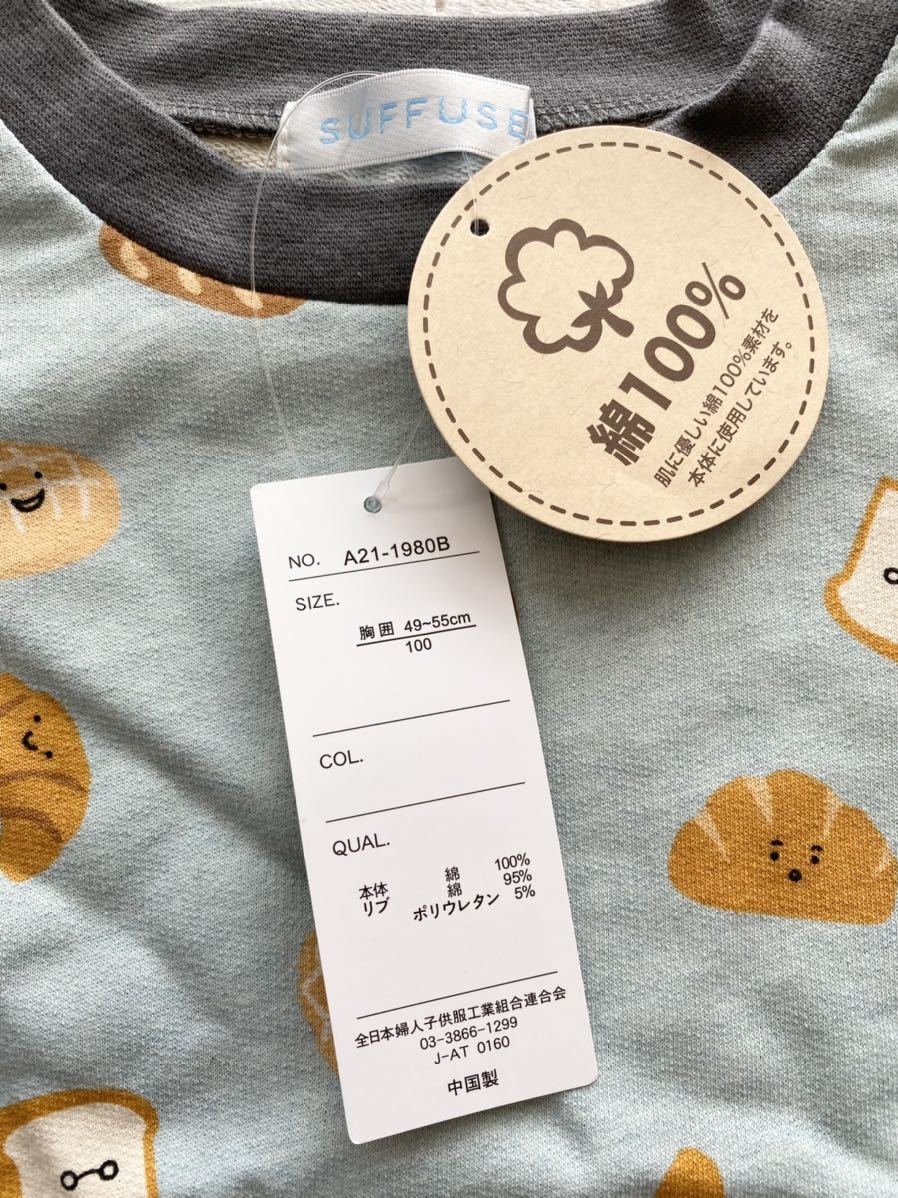 SUFFUSE
綿100%
肌に優しい綿100%素材を
本体に使用しています。
NO. A21-1980B
SIZE.
胸囲 49~55cm
100
COL.
QUAL.
本体 綿 100%
リブ 綿 95%
ポリウレタン 5%
全日本婦人子供服工業組合連合会
03-3866-1299
J-AT 0160
中国製